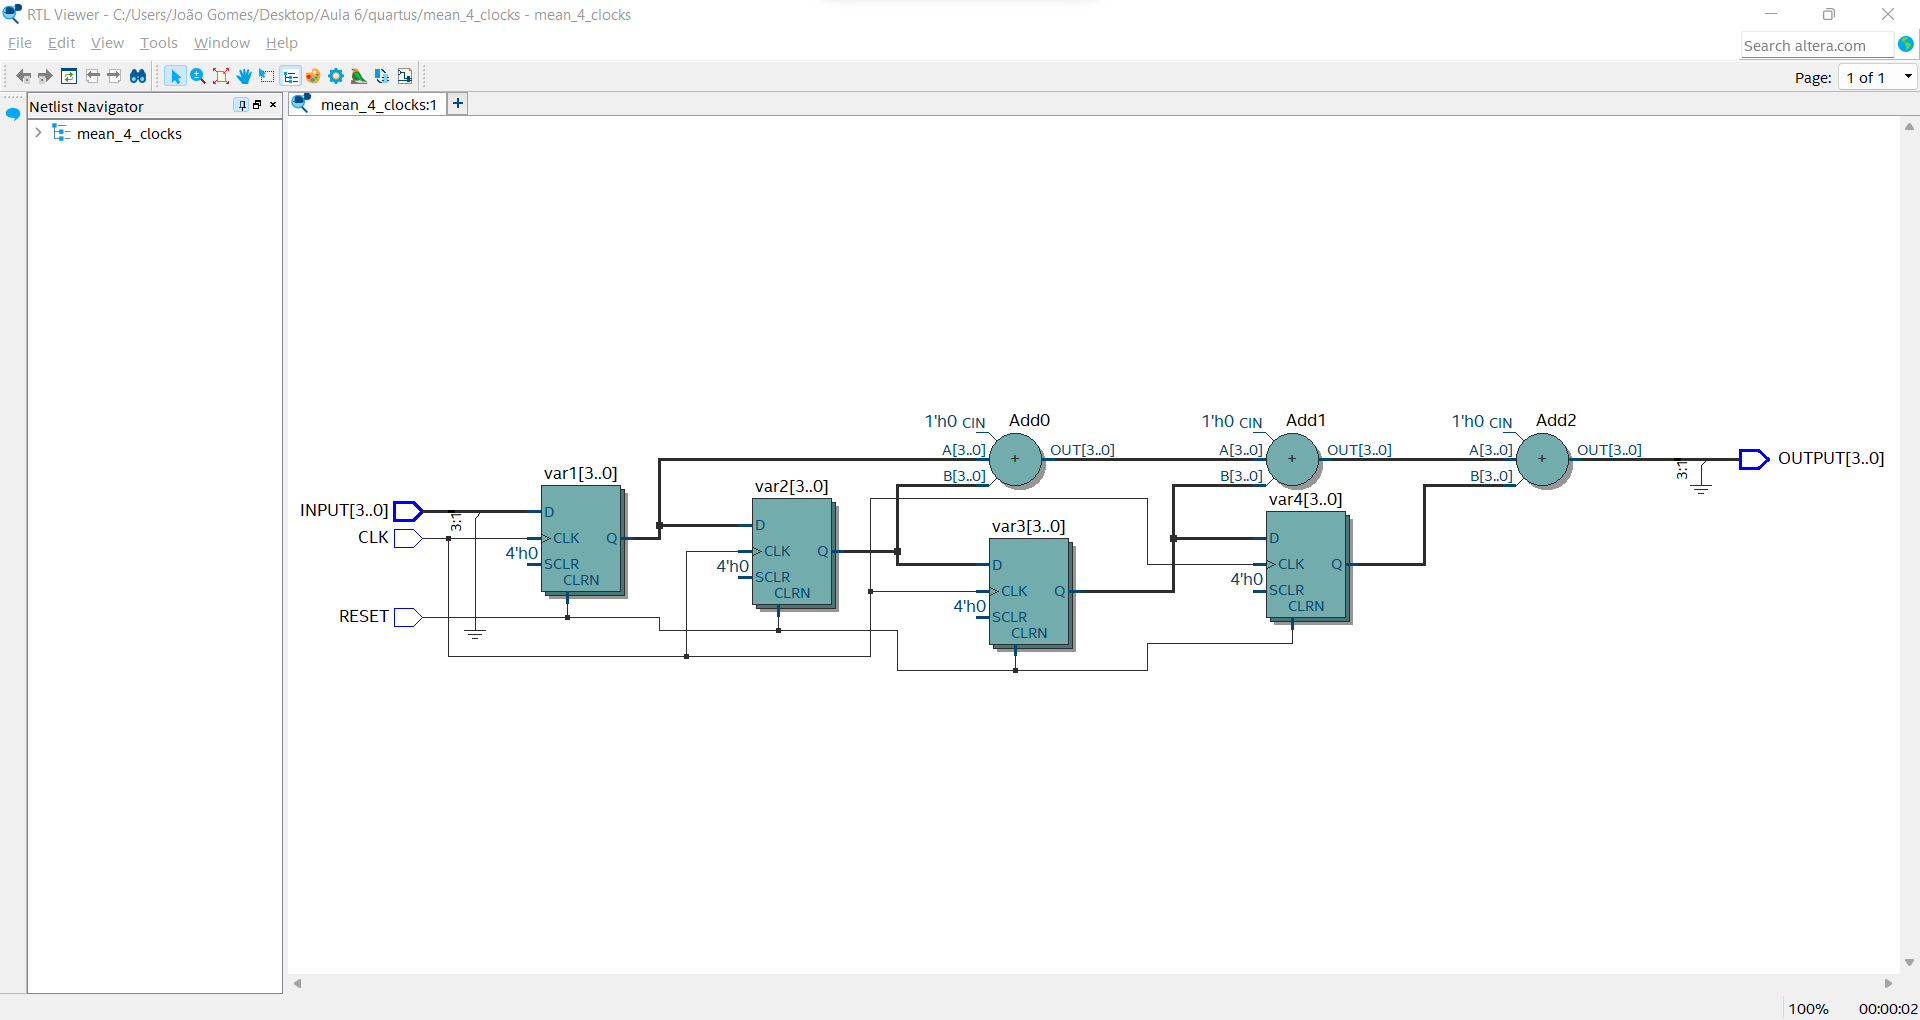 RTL Viewer - C:/Users/João Gomes/Desktop/Aula 6/quartus/mean_4_clocks - mean_4_clocks
File Edit View Tools Window Help
Search altera.com
Page: 1 of 1
Netlist Navigator
mean_4_clocks:1
mean_4_clocks
1'h0 CIN
Add0
A[3..0]
OUT[3..0]
B[3..0]
1'h0 CIN
Add1
A[3..0]
OUT[3..0]
B[3..0]
1'h0 CIN
Add2
A[3..0]
OUT[3..0]
B[3..0]
3:1
OUTPUT[3..0]
INPUT[3..0]
CLK
RESET
3:1
var1[3..0]
D
CLK
Q
4'h0
SCLR
CLRN
var2[3..0]
D
CLK
Q
4'h0
SCLR
CLRN
var3[3..0]
D
CLK
Q
4'h0
SCLR
CLRN
var4[3..0]
D
CLK
Q
4'h0
SCLR
CLRN
+
+
+
100% 00:00:02